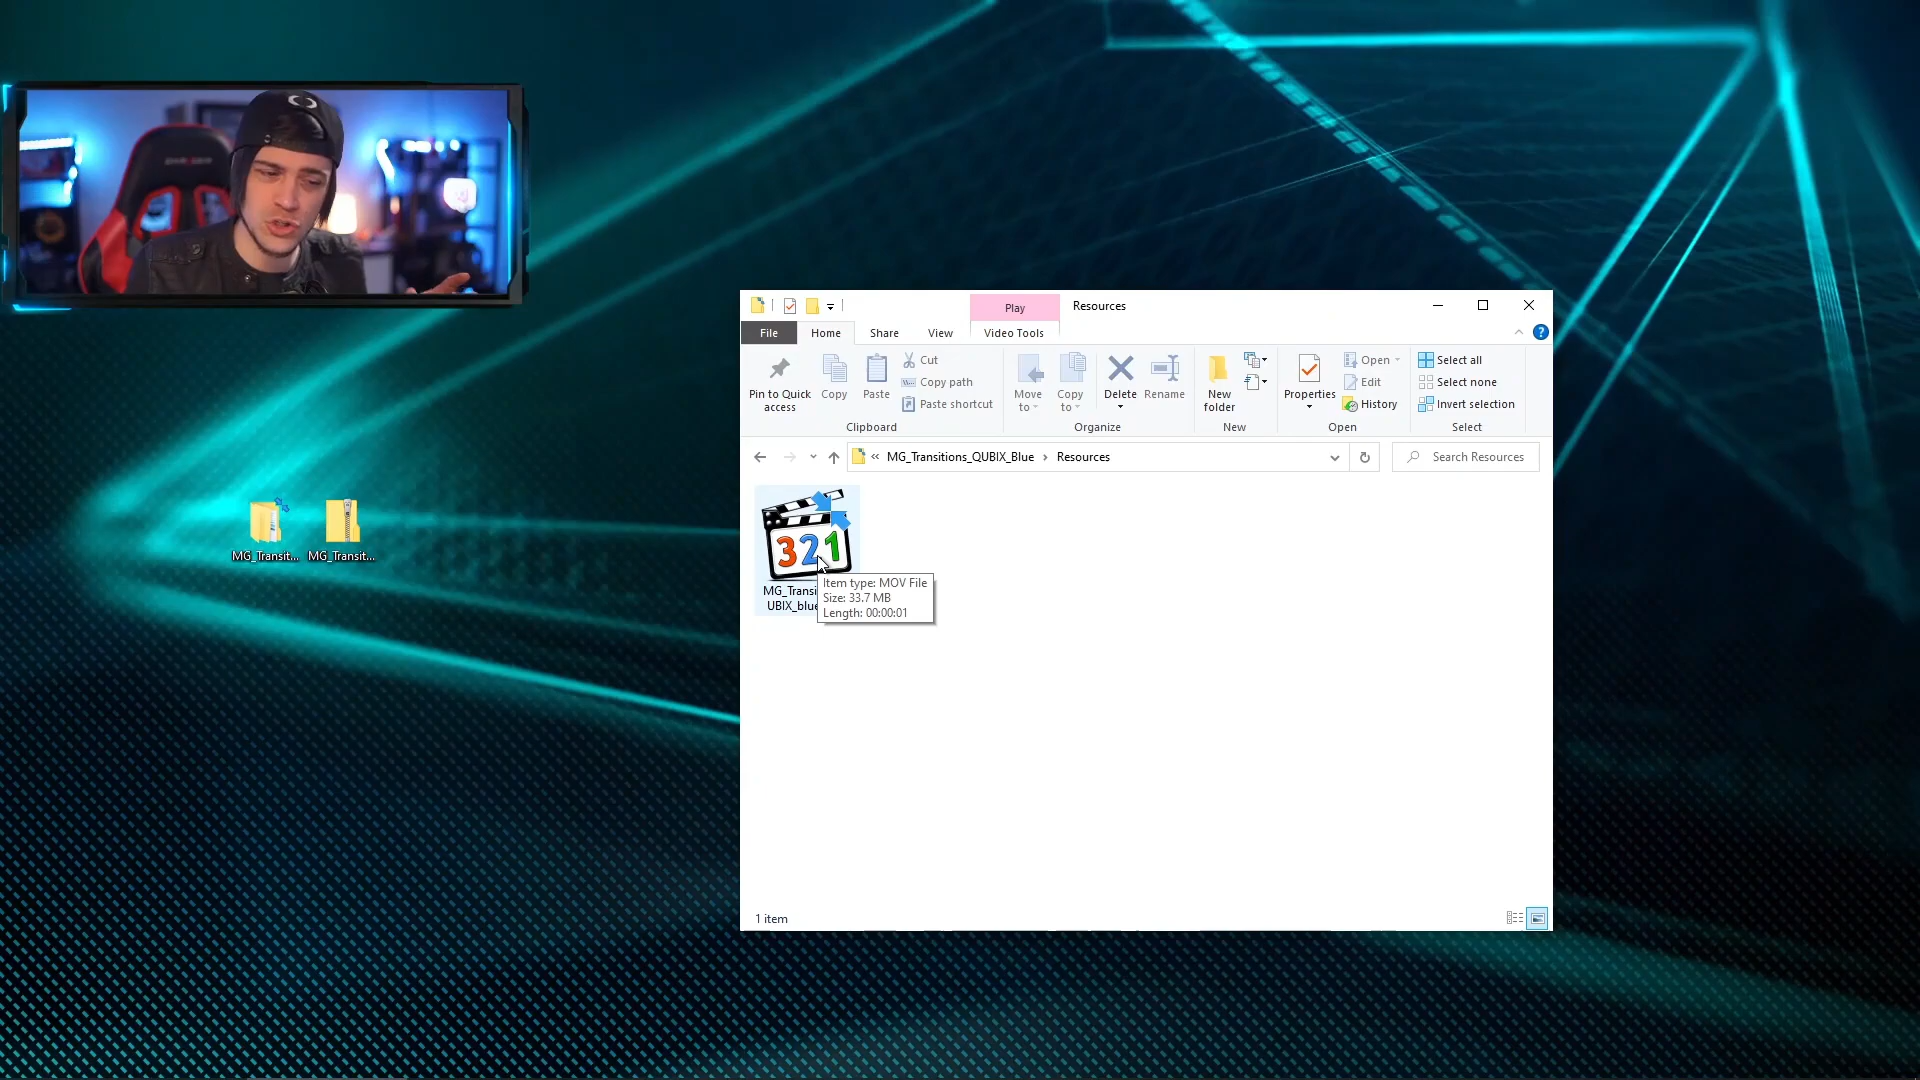 Play
Resources
File
Home
Share
View
Video Tools
Pin to Quick access
Copy
Paste
Cut
Copy path
Paste shortcut
Clipboard
Move to
Copy to
Delete
Rename
Organize
New folder
New
Properties
Open
Edit
History
Open
Select all
Select none
Invert selection
Select
« MG_Transitions_QUBIX_Blue › Resources
Search Resources
321
MG_Transi
UBIX_blue
Item type: MOV File
Size: 33.7 MB
Length: 00:00:01
MG_Transit...
MG_Transit...
1 item